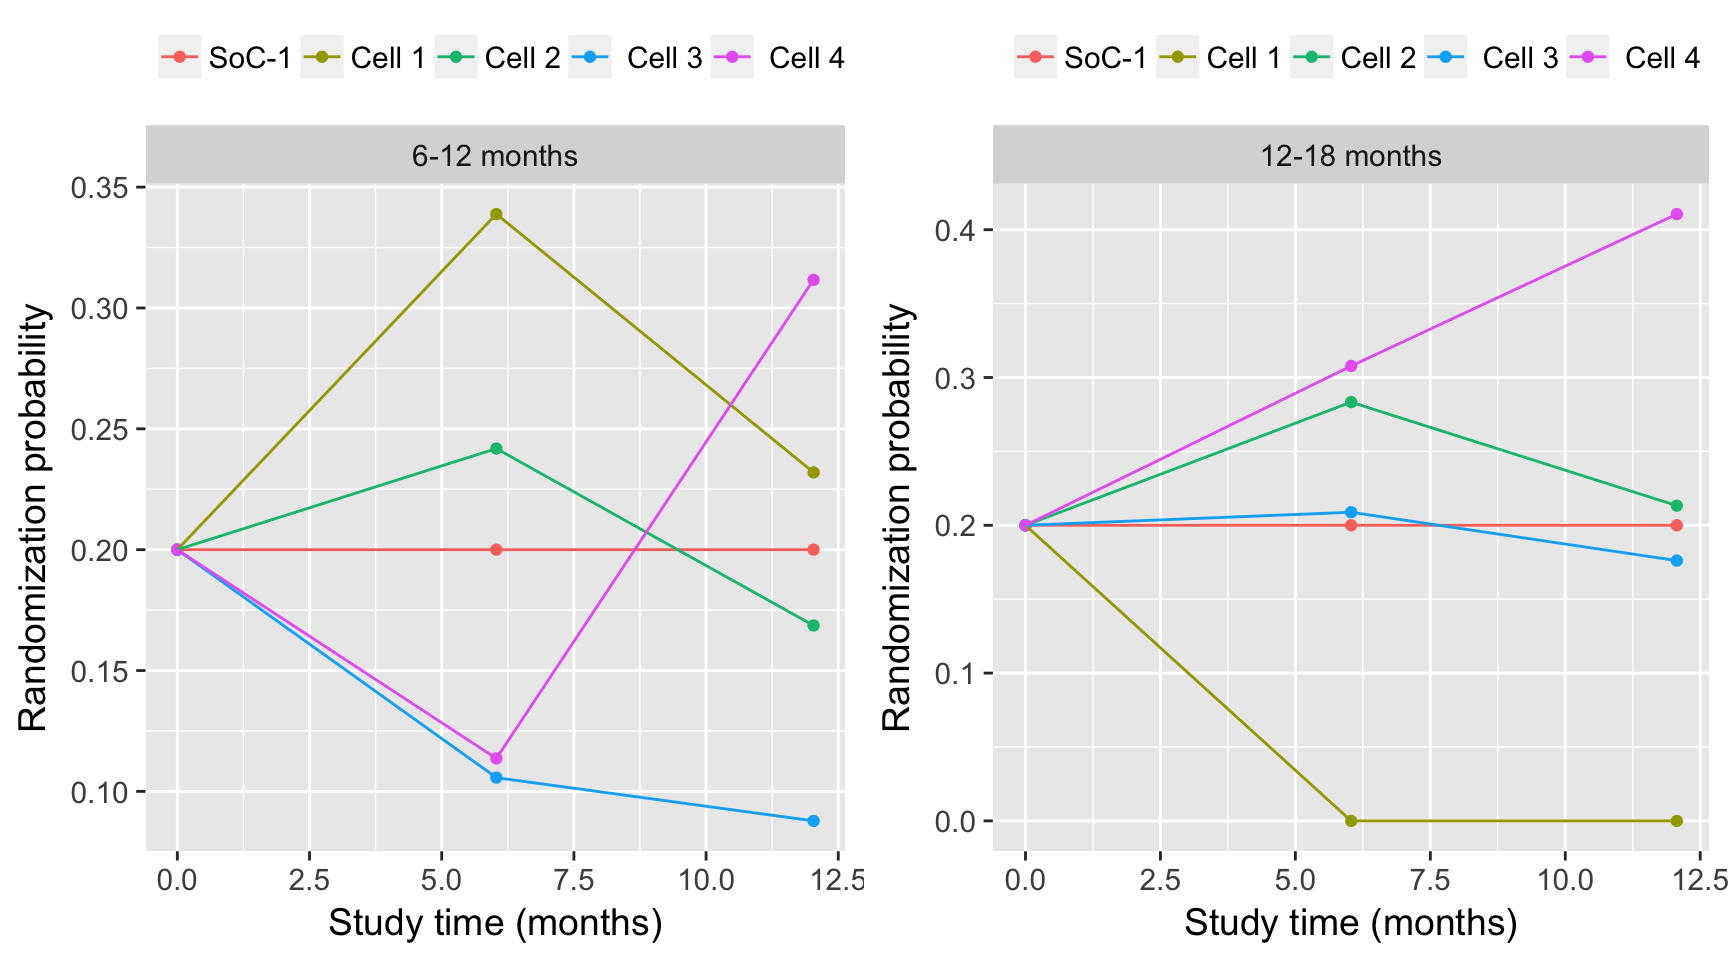 SoC-1 Cell 1 Cell 2 Cell 3 Cell 4
6-12 months
0.35
0.30
0.25
0.20
0.15
0.10
Randomization probability
0.0 2.5 5.0 7.5 10.0 12.5
Study time (months)
SoC-1 Cell 1 Cell 2 Cell 3 Cell 4
12-18 months
0.4
0.3
0.2
0.1
0.0
Randomization probability
0.0 2.5 5.0 7.5 10.0 12.5
Study time (months)